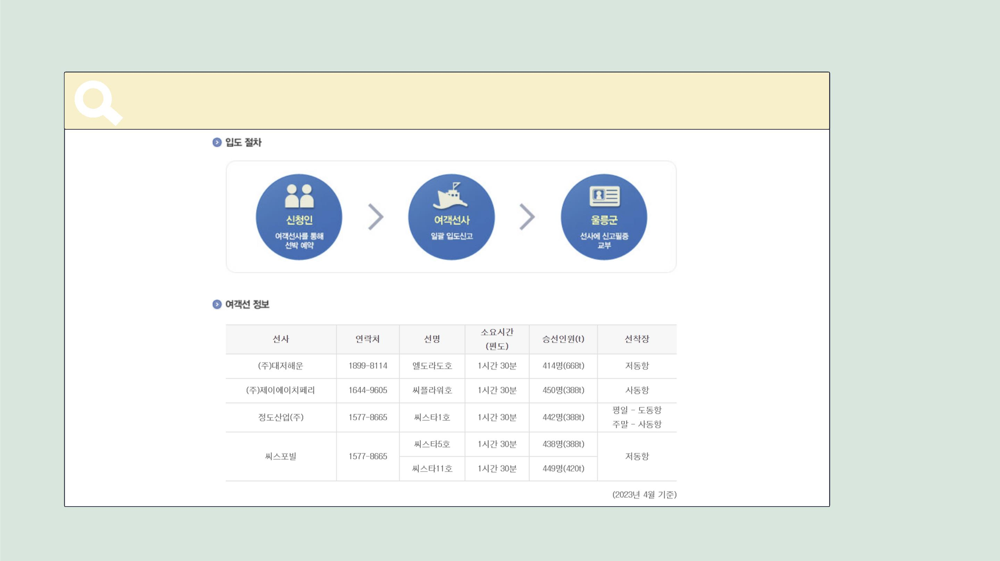 입도 절차
신청인
여객선사를 통해
선박 예약
여객선사
일괄 입도신고
울릉군
선사에 신고필증
교부
여객선 정보
선사 연락처 선명 소요시간 (편도) 승선인원(t) 선착장
(주)대저해운 1899-8114 엘도라도호 1시간 30분 414명(668t) 저동항
(주)제이에이치페리 1644-9605 씨플라워호 1시간 30분 450명(388t) 사동항
정도산업(주) 1577-8665 씨스타1호 1시간 30분 442명(388t) 평일 - 도동항
주말 - 사동항
씨스포빌 1577-8665 씨스타5호 1시간 30분 438명(388t) 저동항
씨스타11호 1시간 30분 449명(420t)
(2023년 4월 기준)